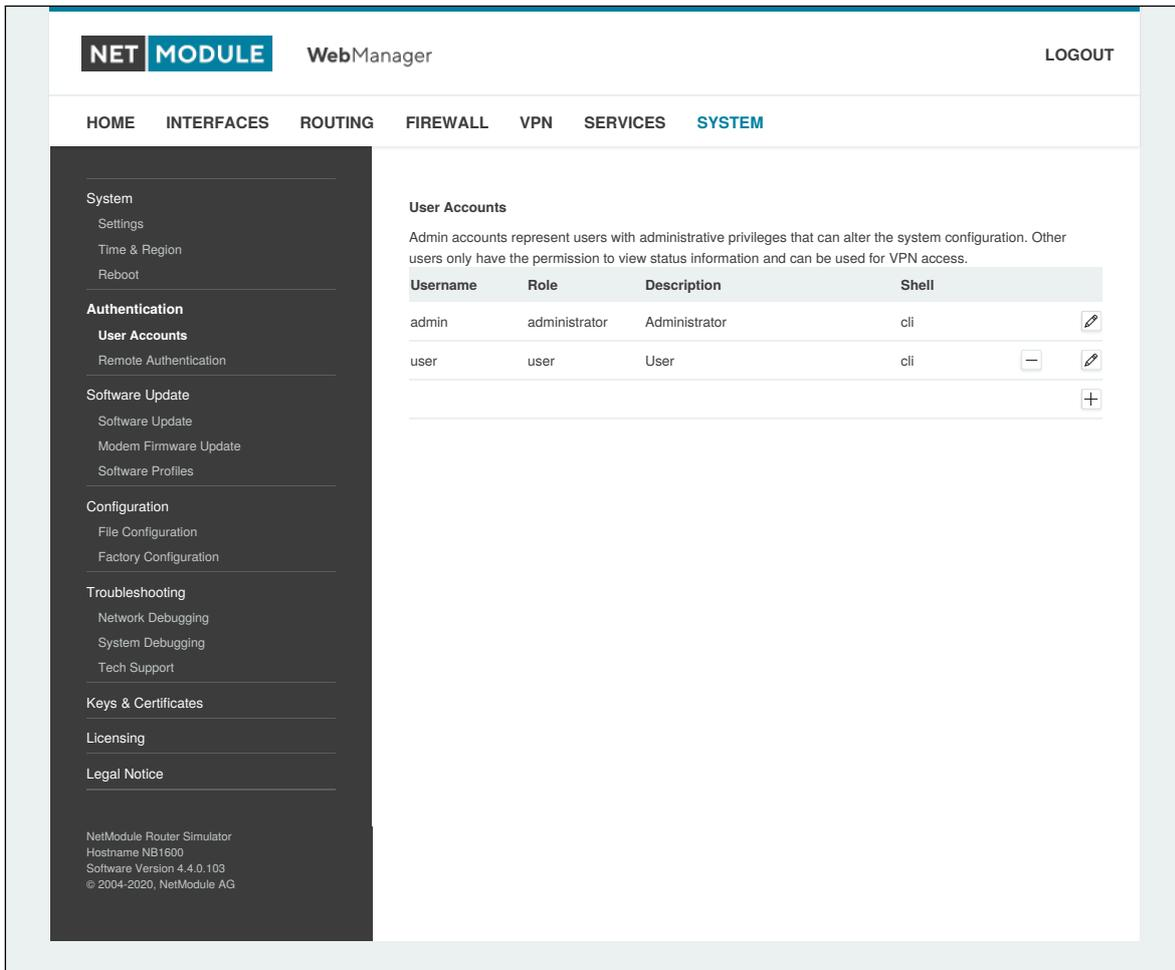 NET MODULE WebManager LOGOUT
HOME INTERFACES ROUTING FIREWALL VPN SERVICES SYSTEM
System
Settings
Time & Region
Reboot
Authentication
User Accounts
Remote Authentication
Software Update
Software Update
Modem Firmware Update
Software Profiles
Configuration
File Configuration
Factory Configuration
Troubleshooting
Network Debugging
System Debugging
Tech Support
Keys & Certificates
Licensing
Legal Notice
NetModule Router Simulator
Hostname NB1600
Software Version 4.4.0.103
© 2004-2020, NetModule AG
User Accounts
Admin accounts represent users with administrative privileges that can alter the system configuration. Other
users only have the permission to view status information and can be used for VPN access.
Username Role Description Shell
admin administrator Administrator cli
user user User cli